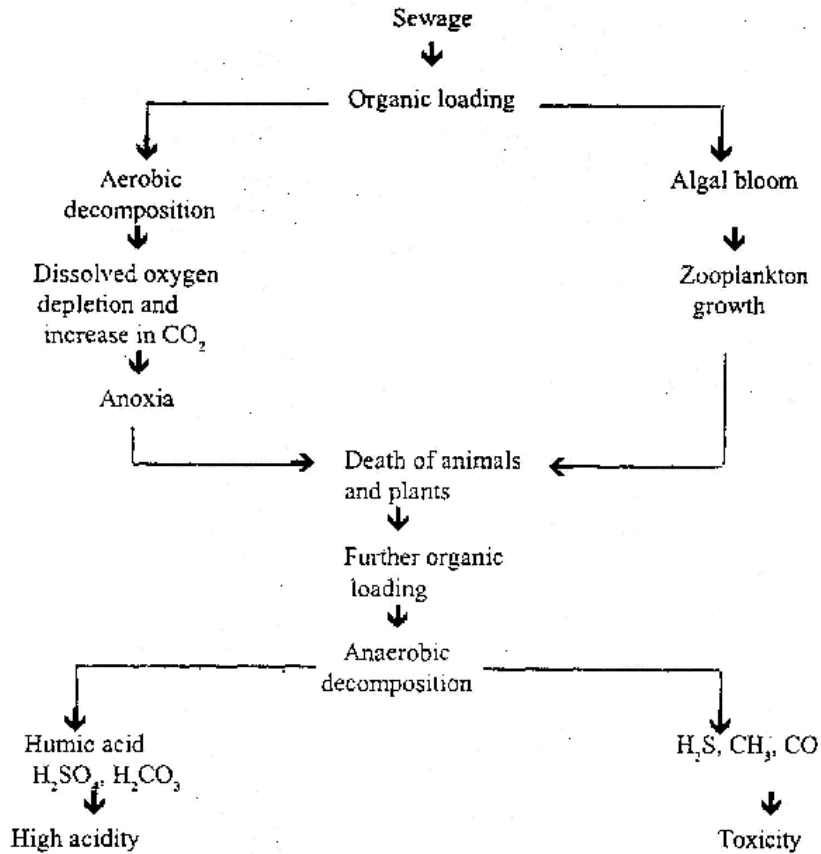 Sewage
Organic loading
Aerobic
decomposition
Algal bloom
Dissolved oxygen
depletion and
increase in CO₂
Zooplankton
growth
Anoxia
Death of animals
and plants
Further organic
loading
Anaerobic
decomposition
Humic acid
H₂SO₄, H₂CO₃
H₂S, CH₃, CO
High acidity
Toxicity